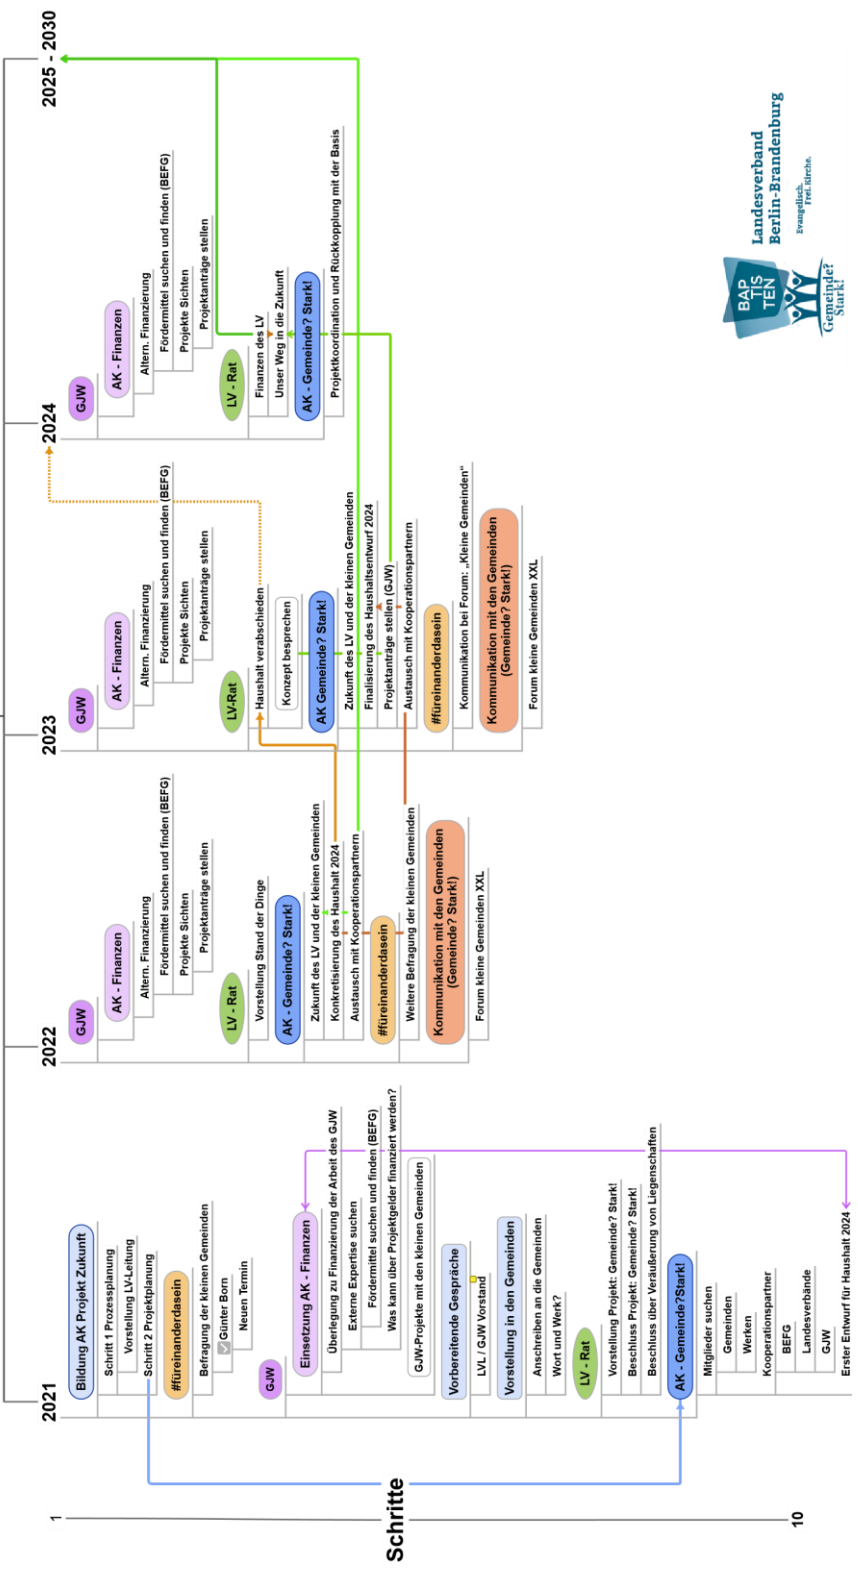 Schritte
1
10
2021
Bildung AK Projekt Zukunft
Schritt 1 Prozessplanung
Vorstellung LV-Leitung
Schritt 2 Projektplanung
#füreinanderdasein
Befragung der kleinen Gemeinden
Günter Born
Neuen Termin
GJW
Einsetzung AK - Finanzen
Überlegung zu Finanzierung der Arbeit des GJW
Externe Expertise suchen
Fördermittel suchen und finden (BEFG)
Was kann über Projektgelder finanziert werden?
GJW-Projekte mit den kleinen Gemeinden
Vorbereitende Gespräche
LVL / GJW Vorstand
Vorstellung in den Gemeinden
Anschreiben an die Gemeinden
Wort und Werk?
LV - Rat
Vorstellung Projekt: Gemeinde? Stark!
Beschluss Projekt: Gemeinde? Stark!
Beschluss über Veräußerung von Liegenschaften
AK - Gemeinde?Stark!
Mitglieder suchen
Gemeinden
Werken
Kooperationspartner
BEFG
Landesverbände
GJW
Erster Entwurf für Haushalt 2024
2022
GJW
AK - Finanzen
Altern. Finanzierung
Fördermittel suchen und finden (BEFG)
Projekte Sichten
Projektanträge stellen
LV - Rat
Vorstellung Stand der Dinge
AK - Gemeinde? Stark!
Zukunft des LV und der kleinen Gemeinden
Konkretisierung des Haushalt 2024
Austausch mit Kooperationspartnern
#füreinanderdasein
Weitere Befragung der kleinen Gemeinden
Kommunikation mit den Gemeinden
(Gemeinde? Stark!)
Forum kleine Gemeinden XXL
2023
GJW
AK - Finanzen
Altern. Finanzierung
Fördermittel suchen und finden (BEFG)
Projekte Sichten
Projektanträge stellen
LV-Rat
Haushalt verabschieden
Konzept besprechen
AK Gemeinde? Stark!
Zukunft des LV und der kleinen Gemeinden
Finalisierung des Haushaltsentwurf 2024
Projektanträge stellen (GJW)
Austausch mit Kooperationspartnern
#füreinanderdasein
Kommunikation bei Forum: „Kleine Gemeinden“
Kommunikation mit den Gemeinden
(Gemeinde? Stark!)
Forum kleine Gemeinden XXL
2024
GJW
AK - Finanzen
Altern. Finanzierung
Fördermittel suchen und finden (BEFG)
Projekte Sichten
Projektanträge stellen
LV - Rat
Finanzen des LV
Unser Weg in die Zukunft
AK - Gemeinde? Stark!
Projektkoordination und Rückkopplung mit der Basis
2025 - 2030
BAP
TIS
TEN
Landesverband
Berlin-Brandenburg
Evangelisch.
Frei. Kirche.
Gemeinde?
Stark!